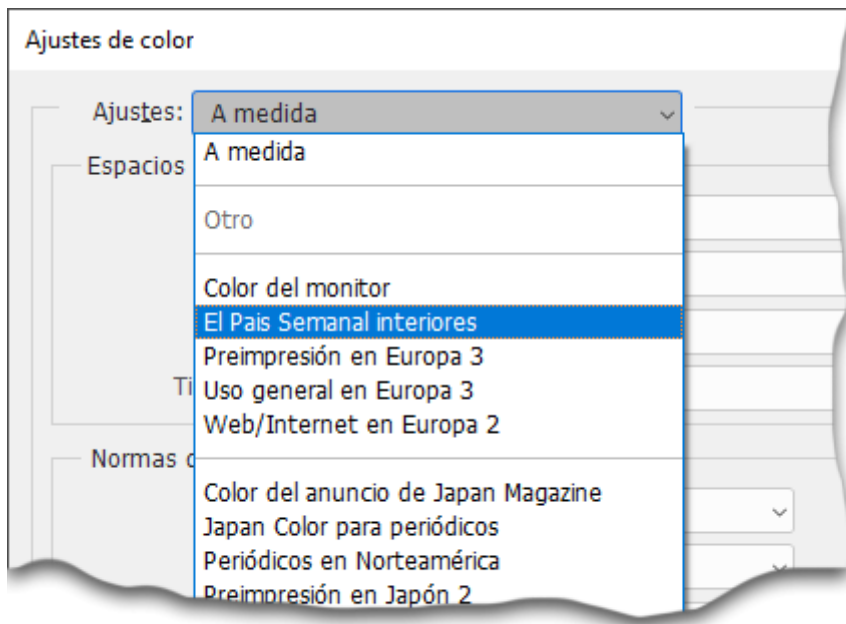 Ajustes de color
Ajustes: A medida
A medida
Espacios
Otro
Color del monitor
El Pais Semanal interiores
Preimpresión en Europa 3
Uso general en Europa 3
Web/Internet en Europa 2
Normas
Color del anuncio de Japan Magazine
Japan Color para periódicos
Periódicos en Norteamérica
Preimpresión en Japón 2